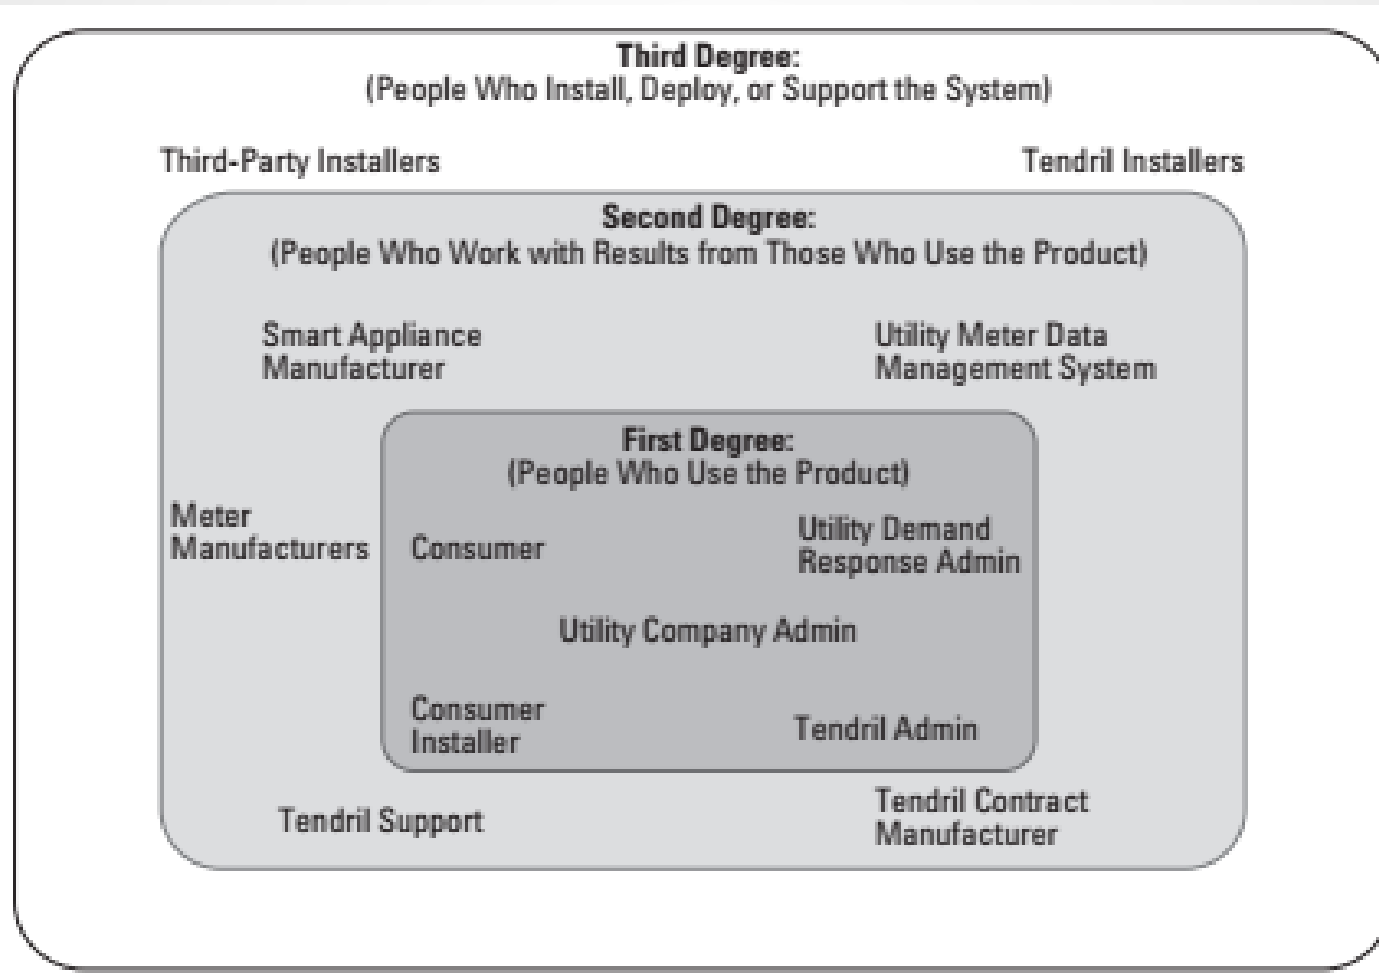 Third Degree:
(People Who Install, Deploy, or Support the System)
Third-Party Installers
Tendril Installers
Second Degree:
(People Who Work with Results from Those Who Use the Product)
Smart Appliance
Manufacturer
Utility Meter Data
Management System
First Degree:
(People Who Use the Product)
Meter
Manufacturers
Consumer
Utility Demand
Response Admin
Utility Company Admin
Consumer
Installer
Tendril Admin
Tendril Support
Tendril Contract
Manufacturer